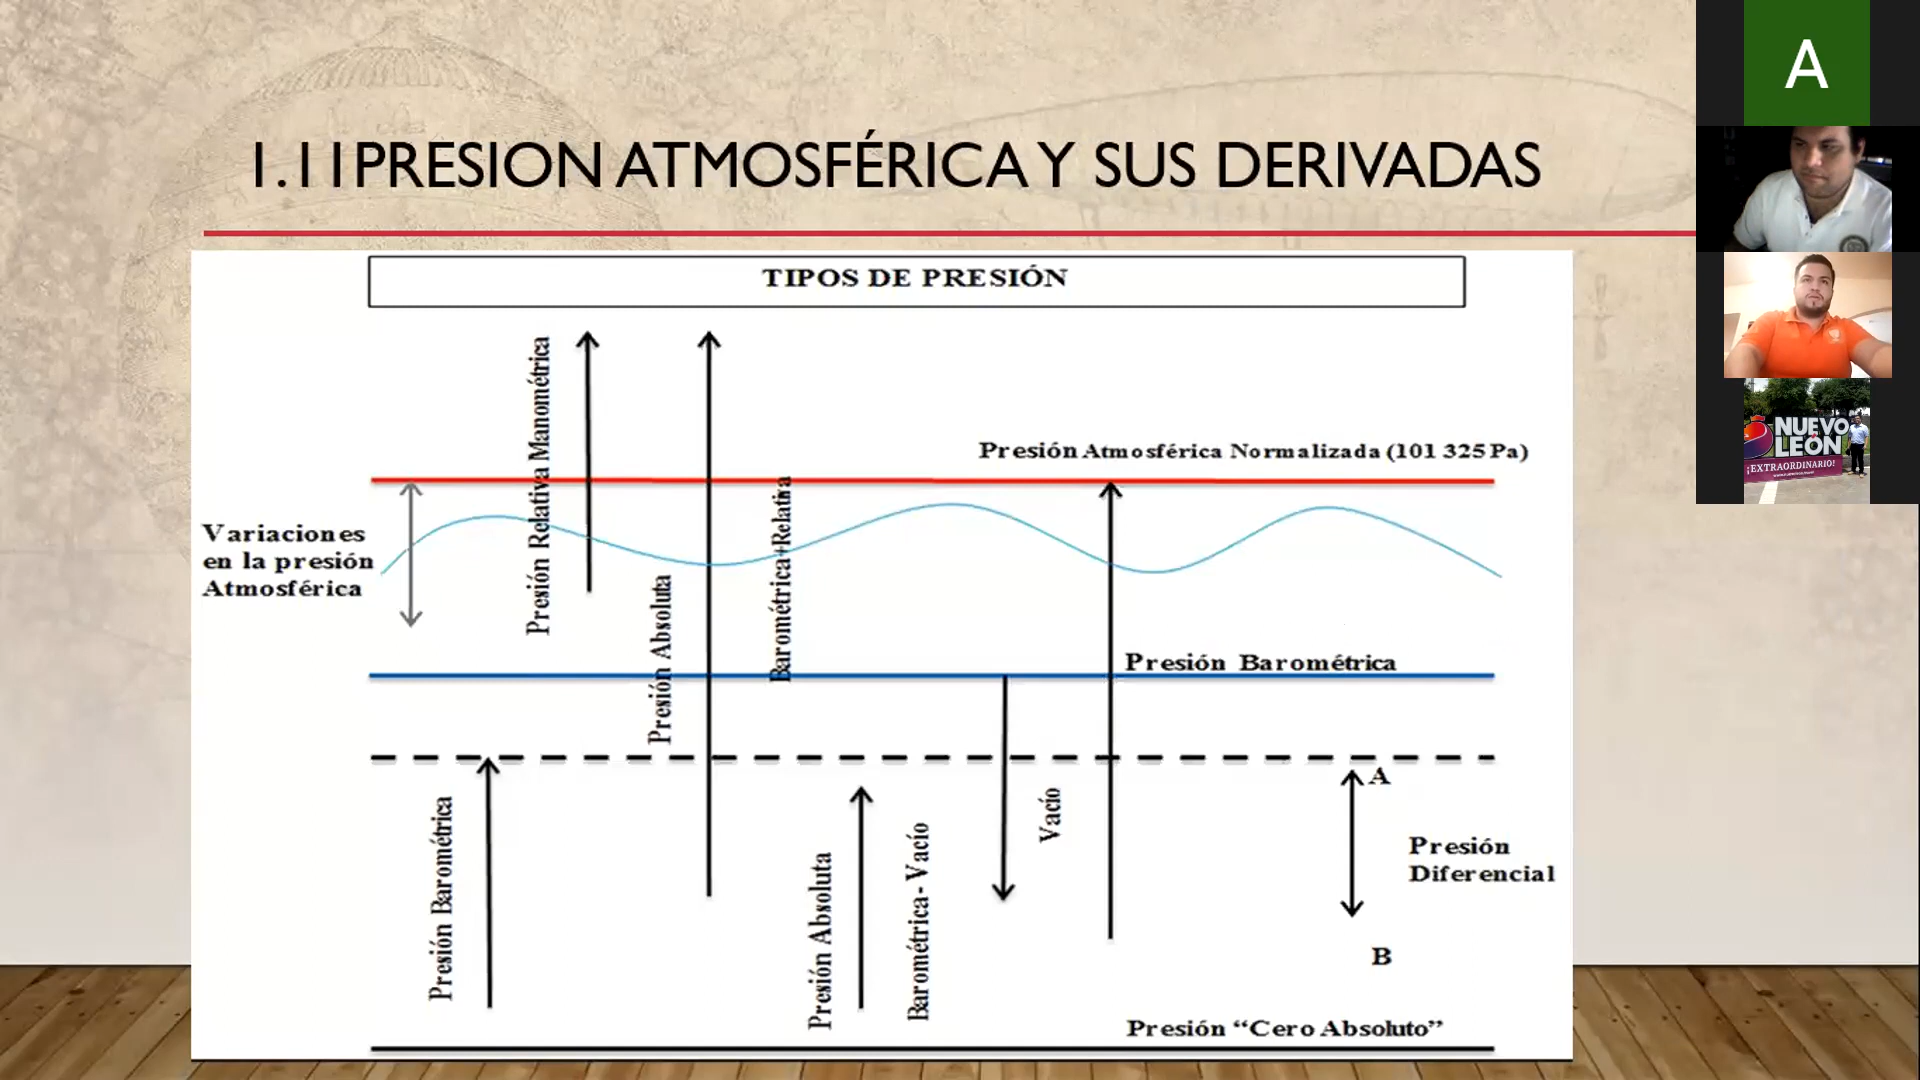 1.11PRESION ATMOSFÉRICA Y SUS DERIVADAS
TIPOS DE PRESIÓN
Presión Relativa Manométrica
Presión Atmosférica Normalizada (101 325 Pa)
Variaciones
en la presión
Atmosférica
Presión Absoluta
Barométrica+Relativa
Presión Barométrica
Presión Barométrica
Presión Absoluta
Barométrica - Vacío
Vacío
A
Presión
Diferencial
B
Presión “Cero Absoluto”
A
NUEVO
LEÓN
¡EXTRAORDINARIO!